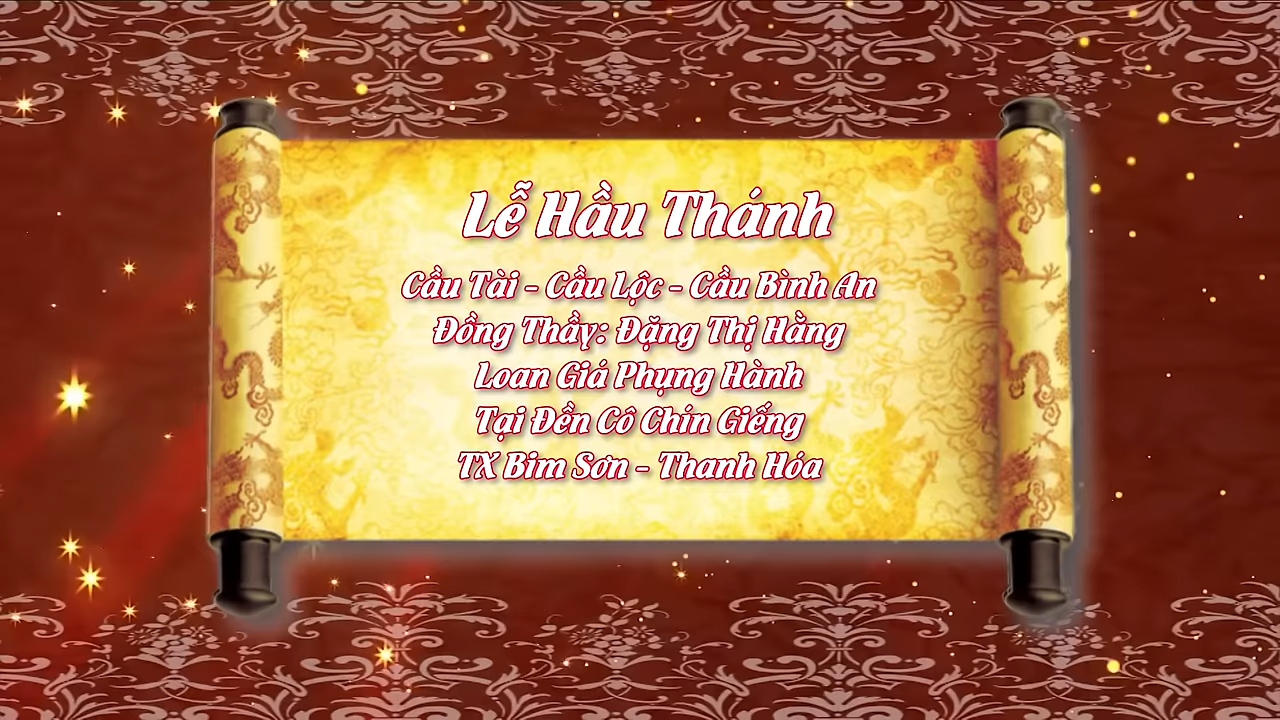 Lễ Hầu Thánh
Cầu Tài - Cầu Lộc - Cầu Bình An
Đồng Thầy: Đặng Thị Hằng
Loan Giá Phụng Hành
Tại Đền Cô Chín Giếng
TX Bim Sơn - Thanh Hóa